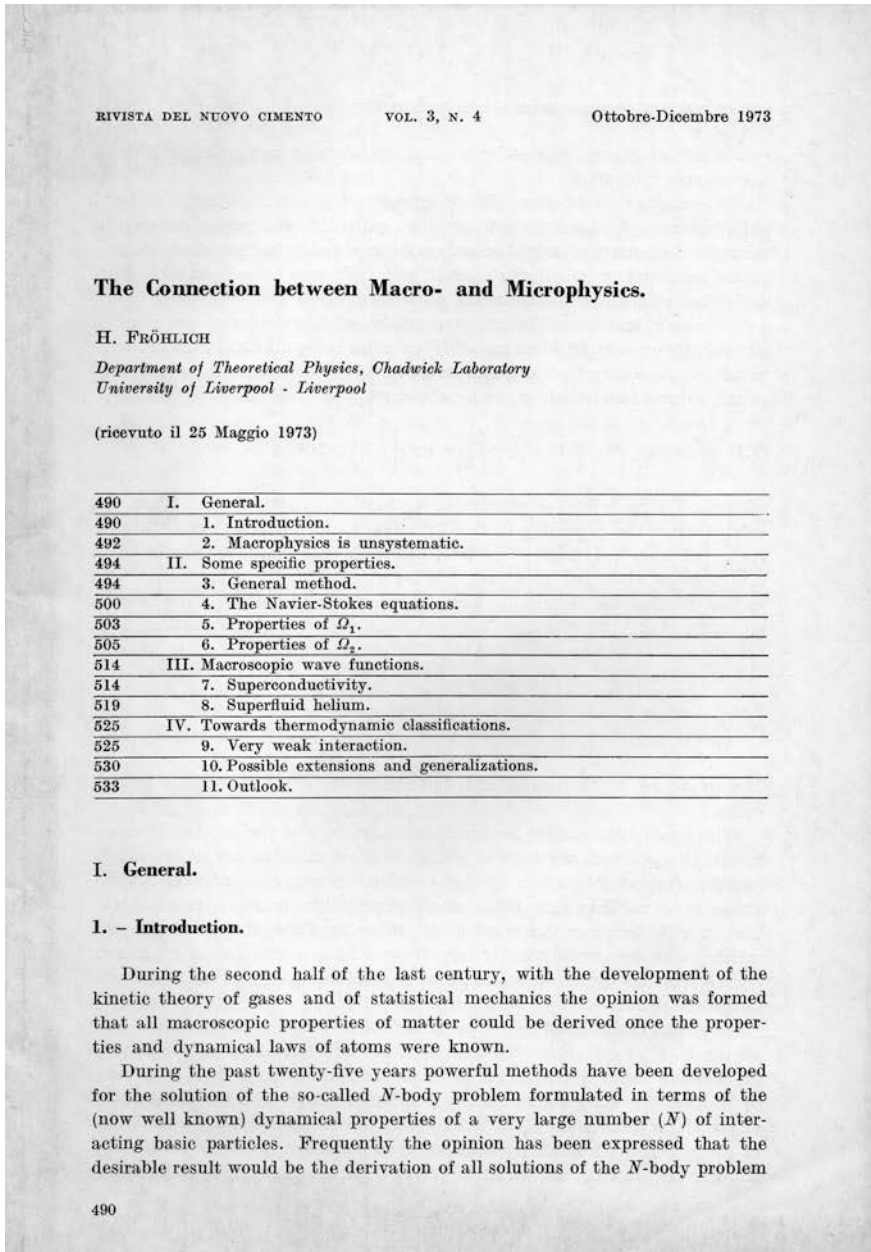 RIVISTA DEL NUOVO CIMENTO VOL. 3, N. 4 Ottobre-Dicembre 1973
The Connection between Macro- and Microphysics.
H. FRÖHLICH
Department of Theoretical Physics, Chadwick Laboratory
University of Liverpool - Liverpool
(ricevuto il 25 Maggio 1973)
490 I. General.
490 1. Introduction.
492 2. Macrophysics is unsystematic.
494 II. Some specific properties.
494 3. General method.
500 4. The Navier-Stokes equations.
503 5. Properties of Ω₁.
505 6. Properties of Ω₂.
514 III. Macroscopic wave functions.
514 7. Superconductivity.
519 8. Superfluid helium.
525 IV. Towards thermodynamic classifications.
525 9. Very weak interaction.
530 10. Possible extensions and generalizations.
533 11. Outlook.
I. General.
1. – Introduction.
During the second half of the last century, with the development of the
kinetic theory of gases and of statistical mechanics the opinion was formed
that all macroscopic properties of matter could be derived once the proper-
ties and dynamical laws of atoms were known.
During the past twenty-five years powerful methods have been developed
for the solution of the so-called N-body problem formulated in terms of the
(now well known) dynamical properties of a very large number (N) of inter-
acting basic particles. Frequently the opinion has been expressed that the
desirable result would be the derivation of all solutions of the N-body problem
490